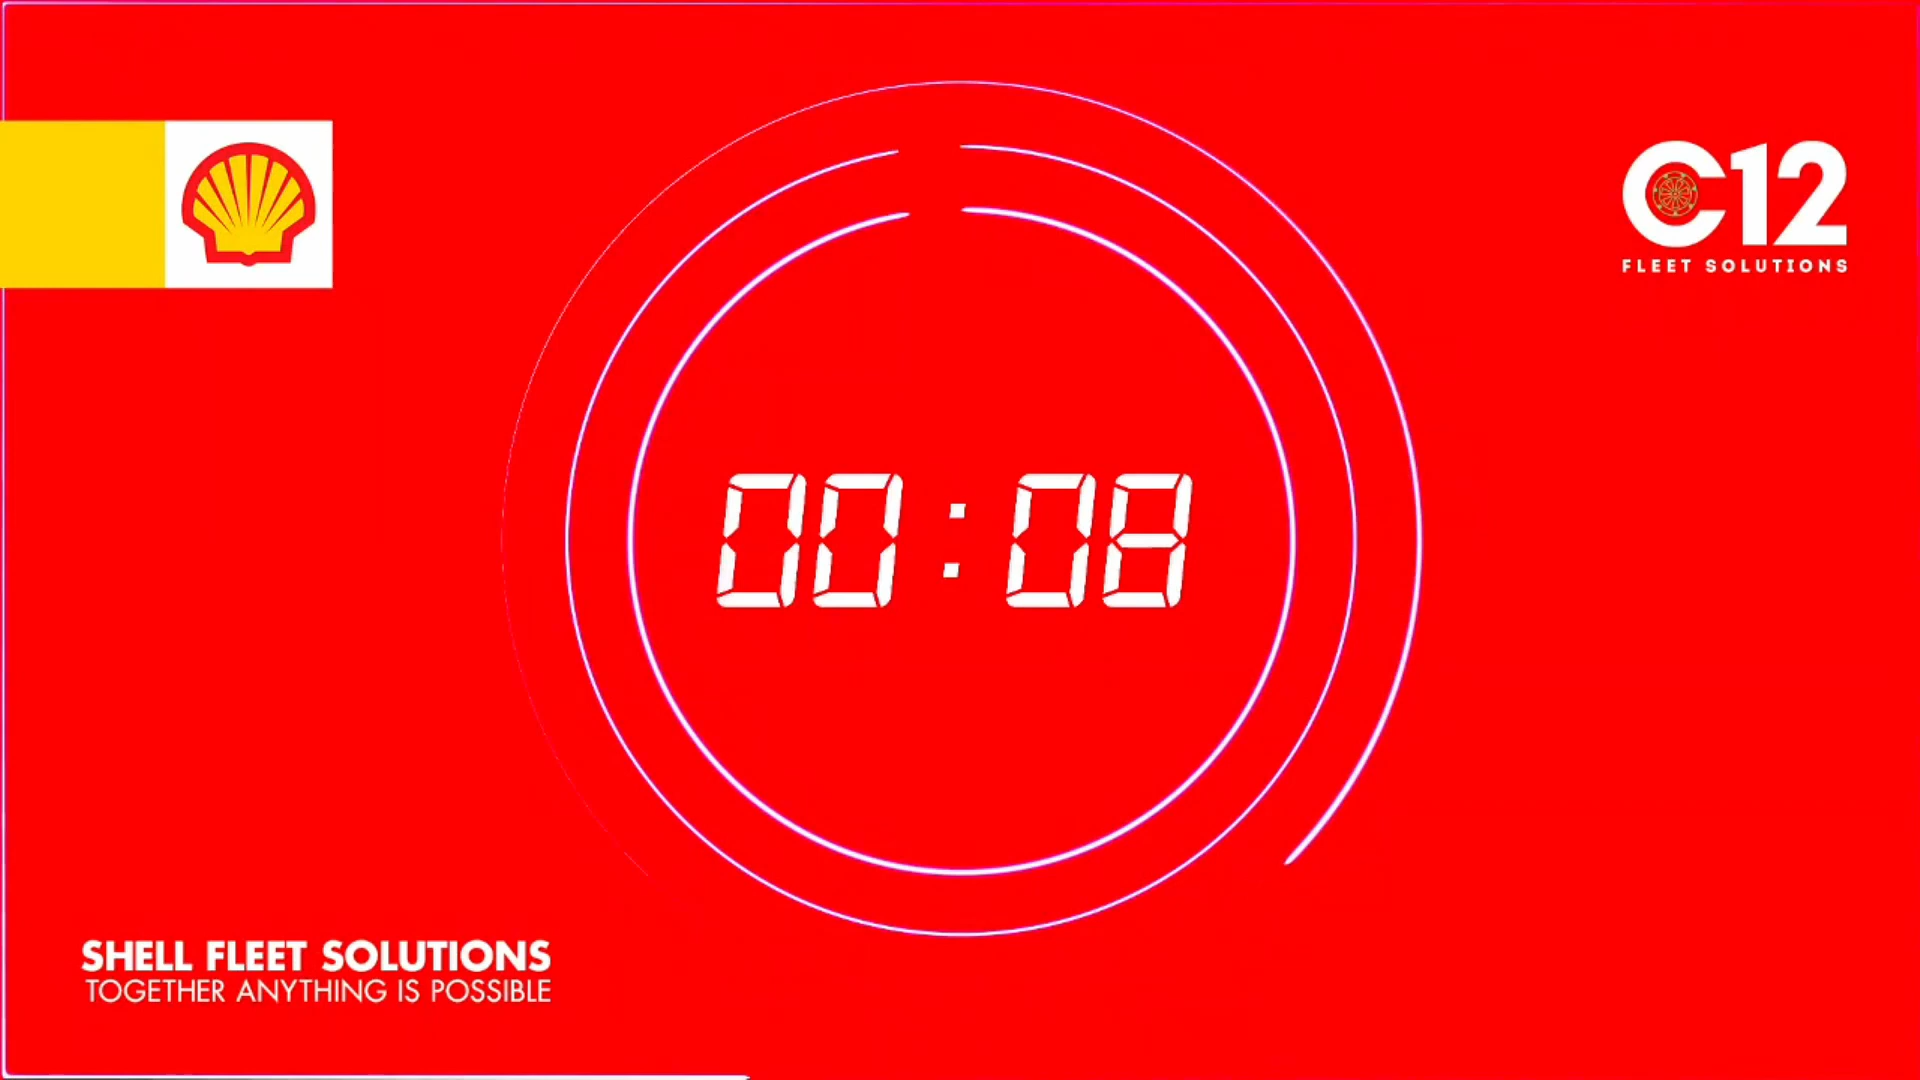 C12
FLEET SOLUTIONS
00:08
SHELL FLEET SOLUTIONS
TOGETHER ANYTHING IS POSSIBLE